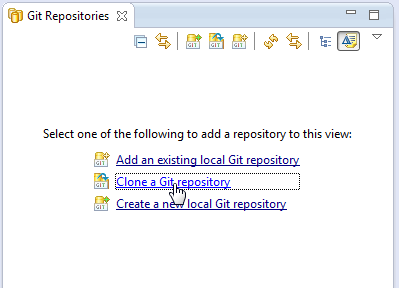 Git Repositories
Select one of the following to add a repository to this view:
Add an existing local Git repository
Clone a Git repository
Create a new local Git repository